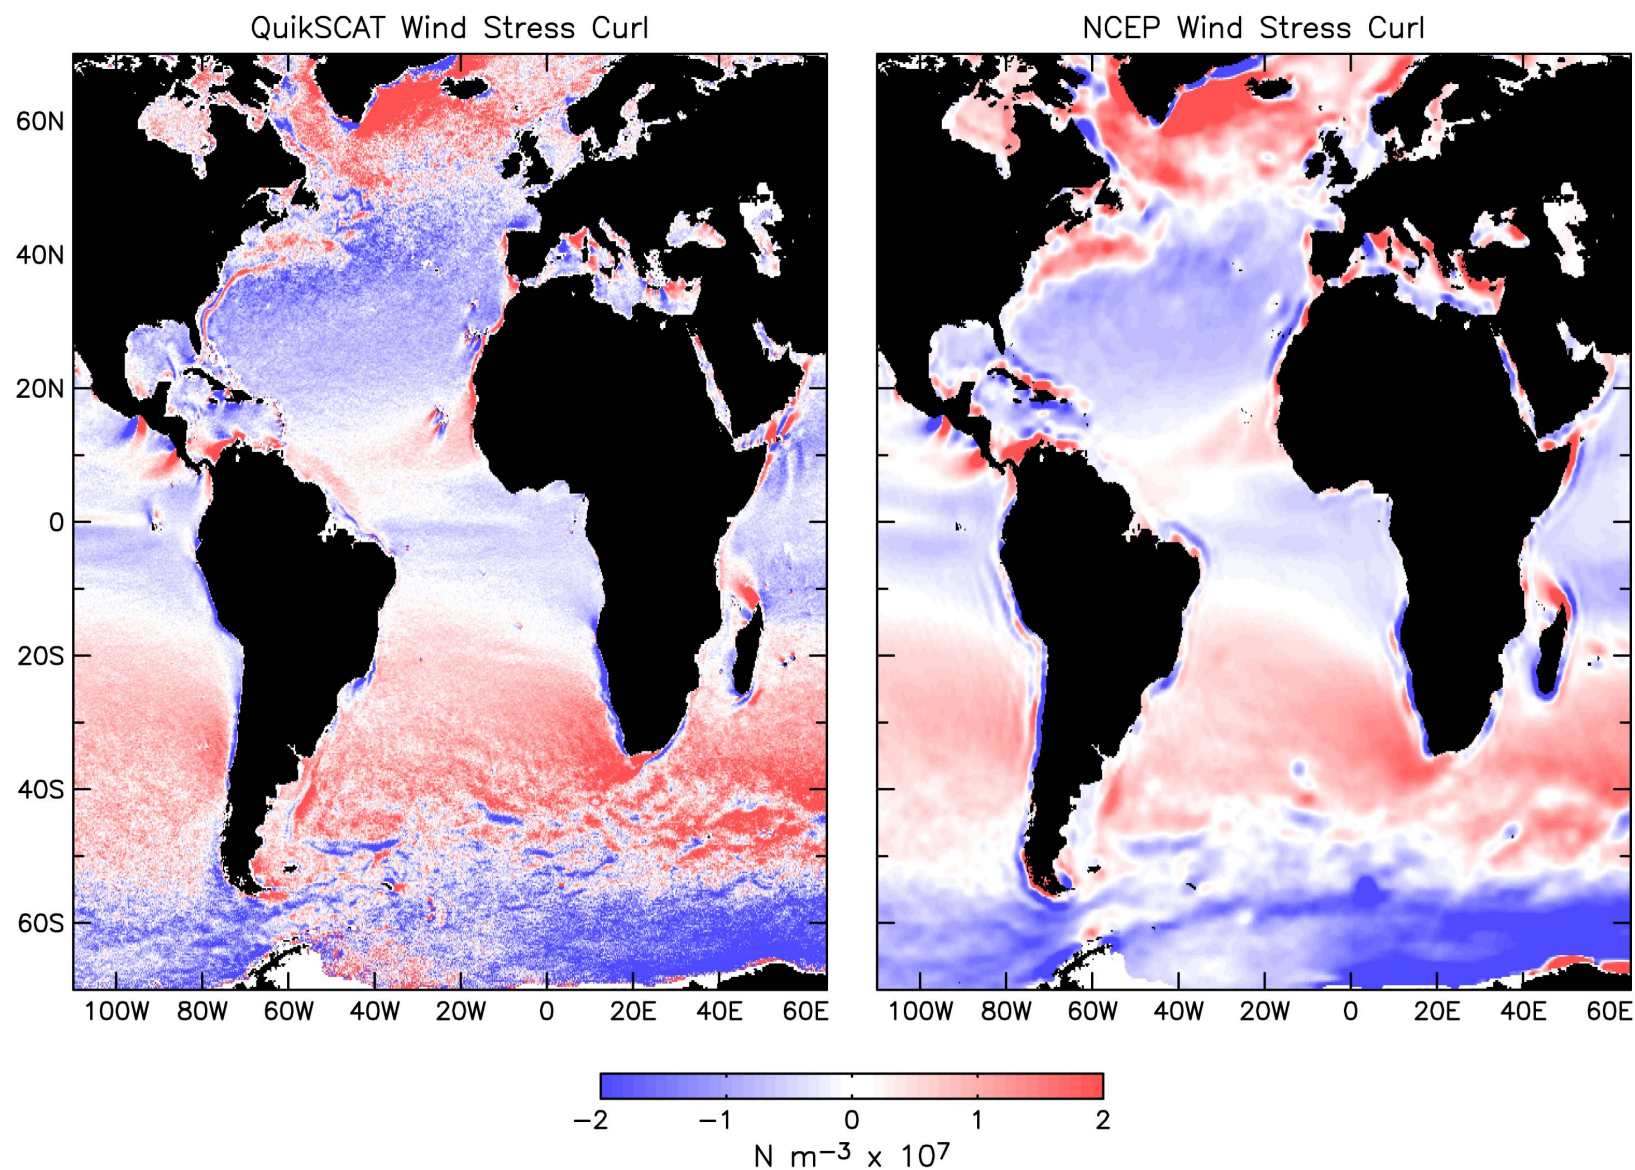 QuikSCAT Wind Stress Curl
NCEP Wind Stress Curl
60N
40N
20N
0
20S
40S
60S
100W 80W 60W 40W 20W 0 20E 40E 60E
100W 80W 60W 40W 20W 0 20E 40E 60E
−2 −1 0 1 2
N m⁻³ x 10⁷